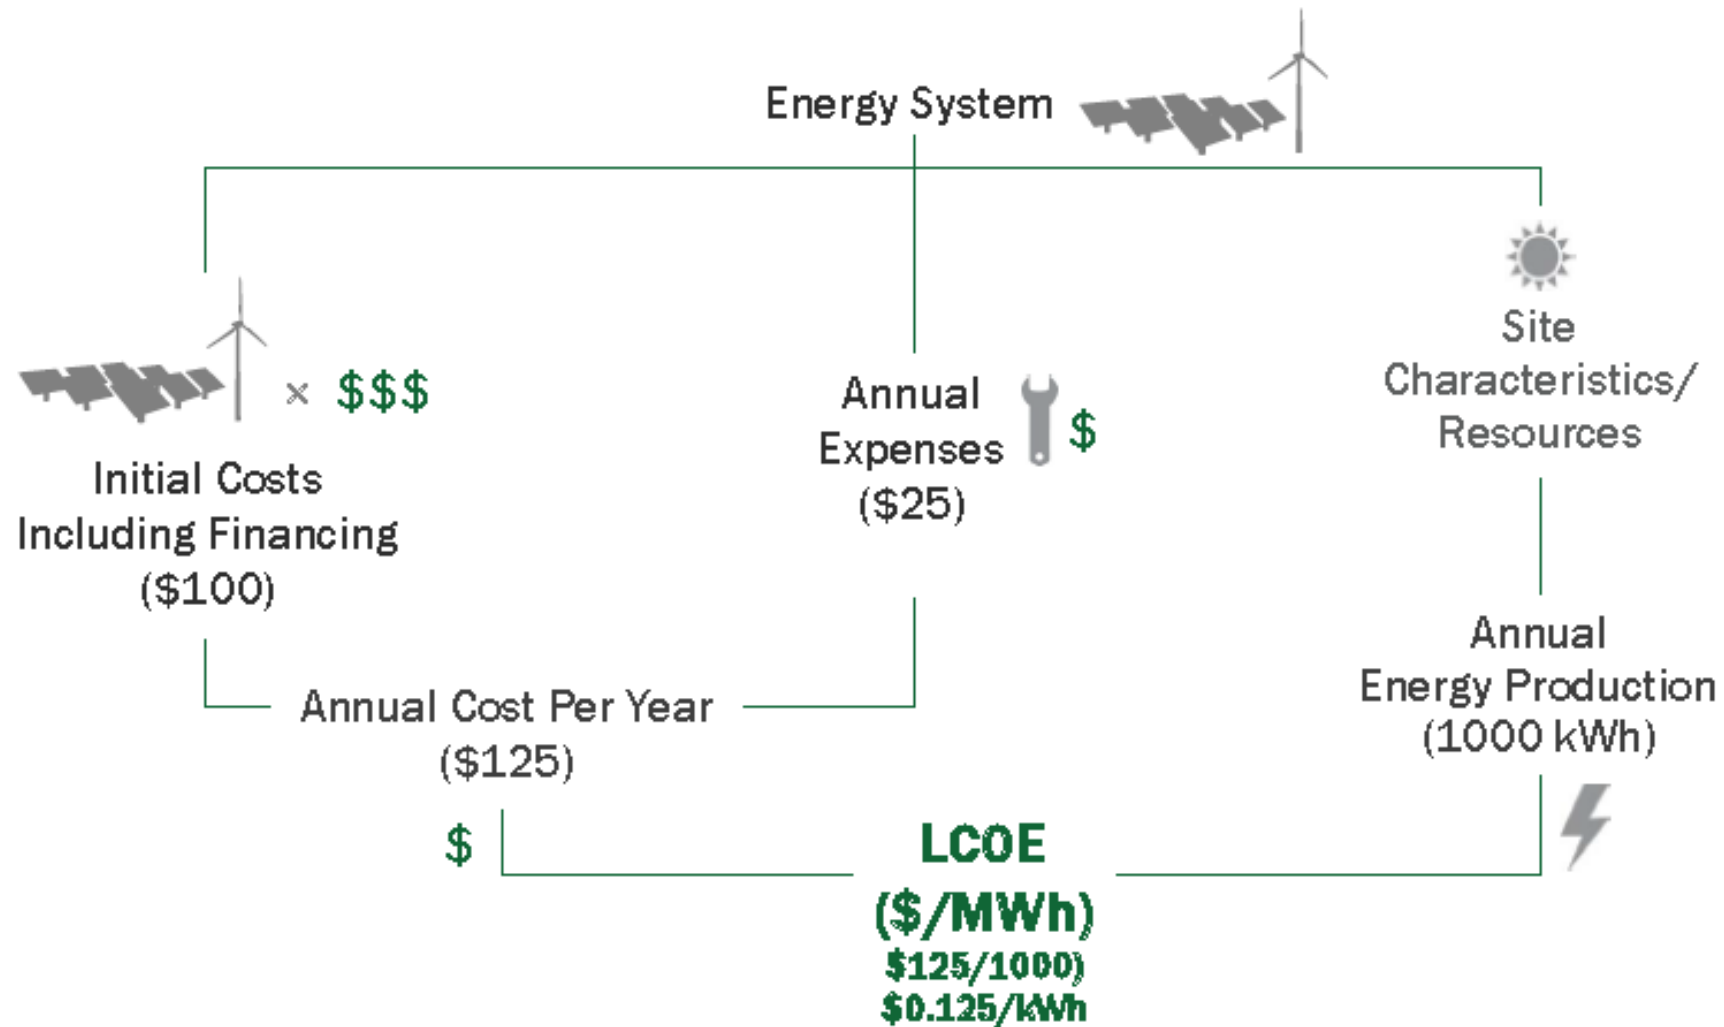 Energy System
$$$
Initial Costs
Including Financing
($100)
Annual
Expenses
($25)
$
Site
Characteristics/
Resources
Annual Cost Per Year
($125)
$
Annual
Energy Production
(1000 kWh)
LCOE
($/MWh)
$125/1000)
$0.125/kWh